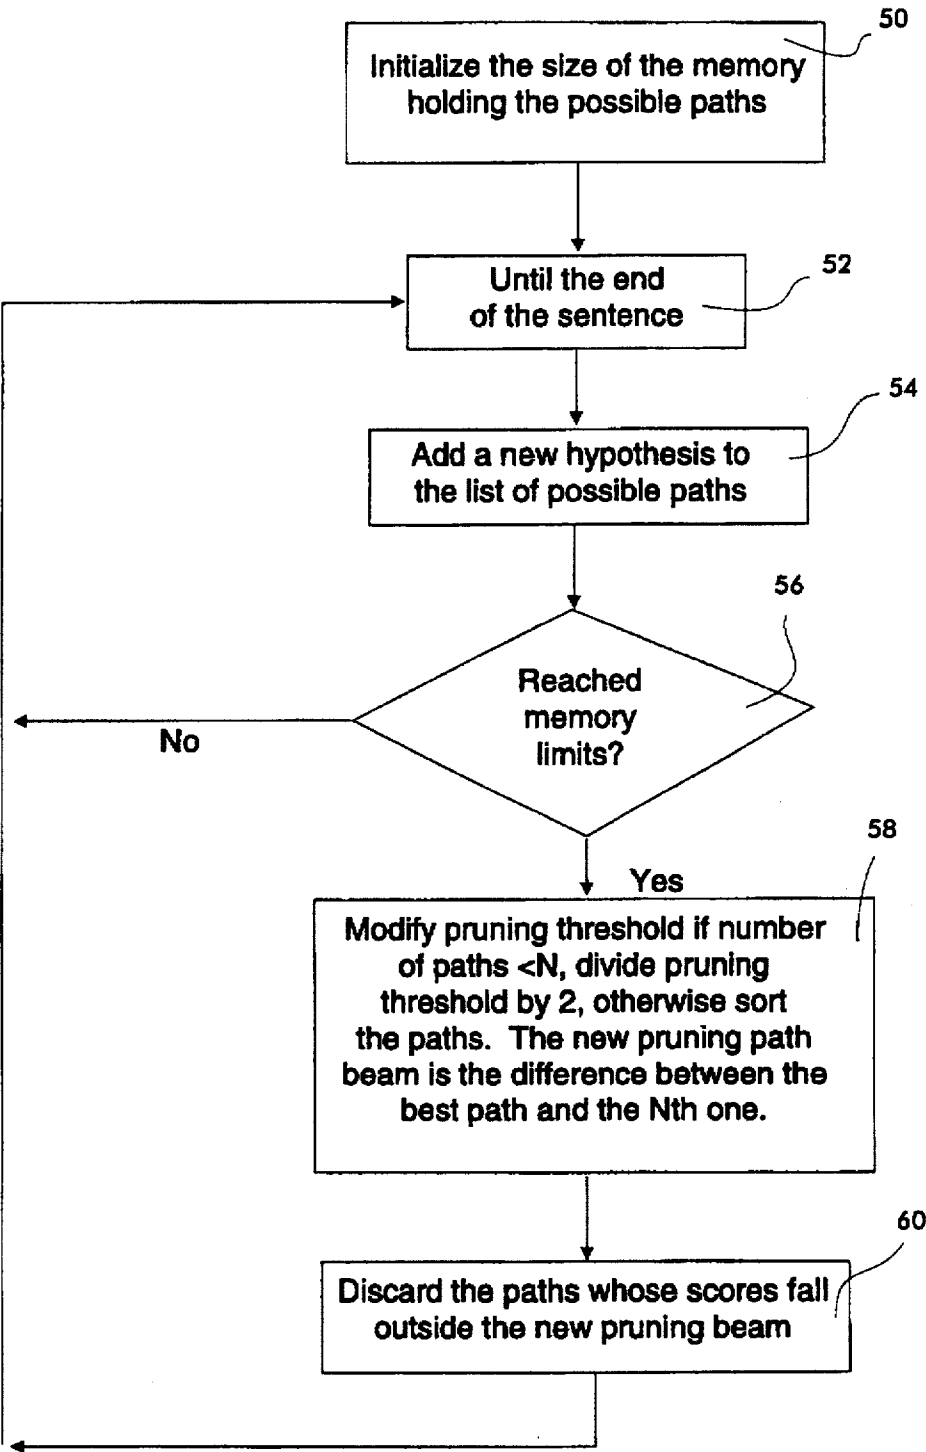 50
Initialize the size of the memory
holding the possible paths
52
Until the end
of the sentence
54
Add a new hypothesis to
the list of possible paths
56
Reached
memory
limits?
No
58
Yes
Modify pruning threshold if number
of paths <N, divide pruning
threshold by 2, otherwise sort
the paths. The new pruning path
beam is the difference between the
best path and the Nth one.
60
Discard the paths whose scores fall
outside the new pruning beam